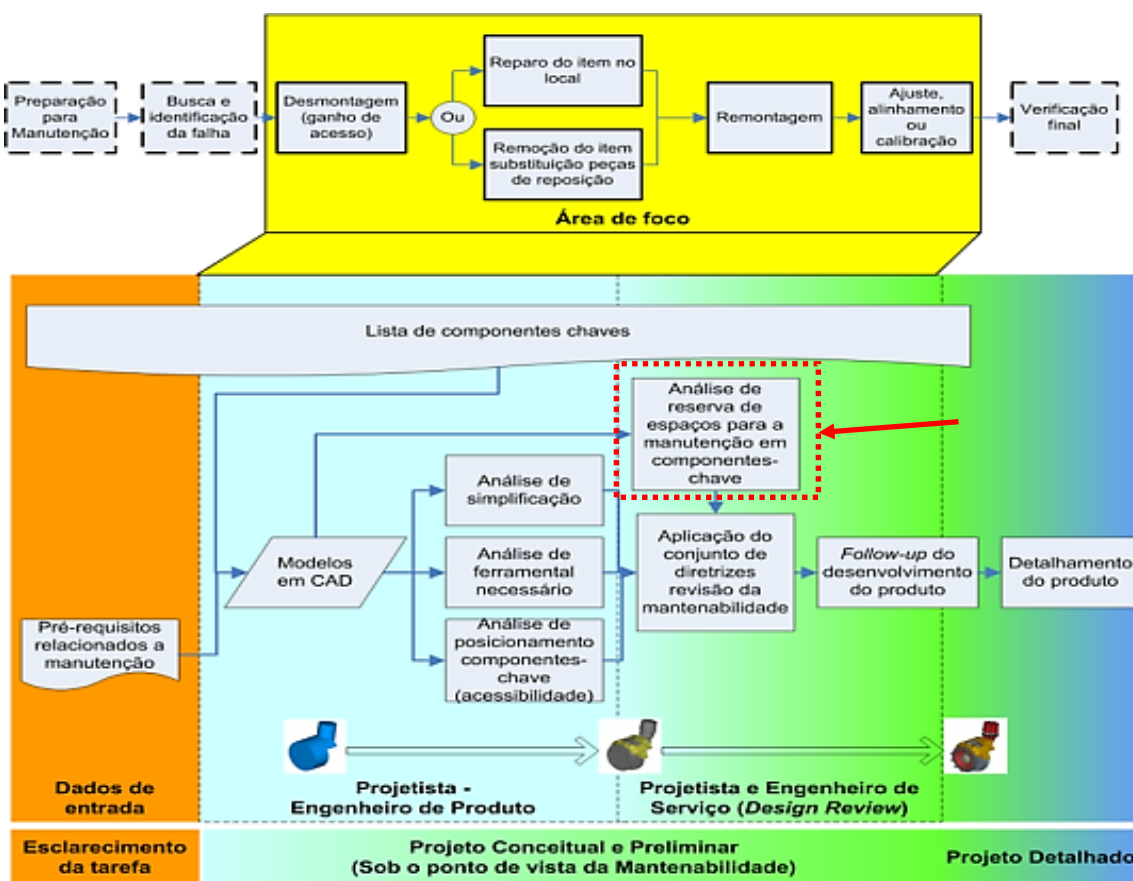 Preparação
para
Manutenção
Busca e
identificação
da falha
Desmontagem
(ganho de
acesso)
Ou
Reparo do item no
local
Remoção do item
substituição peças
de reposição
Remontagem
Ajuste,
alinhamento
ou
calibração
Verificação
final
Área de foco
Lista de componentes chaves
Análise de
reserva de
espaços para a
manutenção em
componentes-
chave
Análise de
simplificação
Modelos
em CAD
Análise de
ferramental
necessário
Aplicação do
conjunto de
diretrizes
revisão da
mantenabilidade
Follow-up do
desenvolvimento
do produto
Detalhamento
do produto
Pré-requisitos
relacionados a
manutenção
Análise de
posicionamento
componentes-
chave
(acessibilidade)
Dados de
entrada
Projetista -
Engenheiro de Produto
Projetista e Engenheiro de
Serviço (Design Review)
Esclarecimento
da tarefa
Projeto Conceitual e Preliminar
(Sob o ponto de vista da Mantenabilidade)
Projeto Detalhado